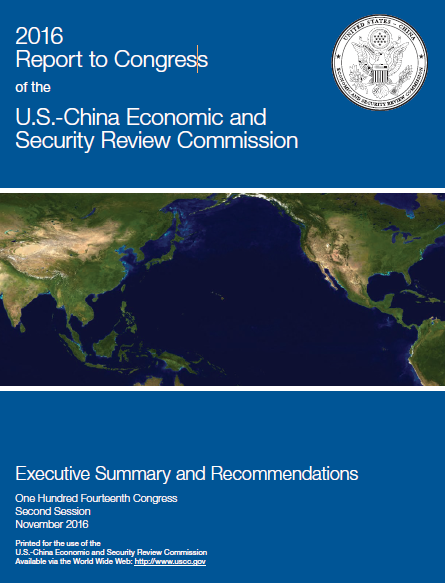 2016
Report to Congress
of the
U.S.-China Economic and
Security Review Commission
UNITED STATES - CHINA
ECONOMIC AND SECURITY REVIEW COMMISSION
Executive Summary and Recommendations
One Hundred Fourteenth Congress
Second Session
November 2016
Printed for the use of the
U.S.-China Economic and Security Review Commission
Available via the World Wide Web: http://www.uscc.gov